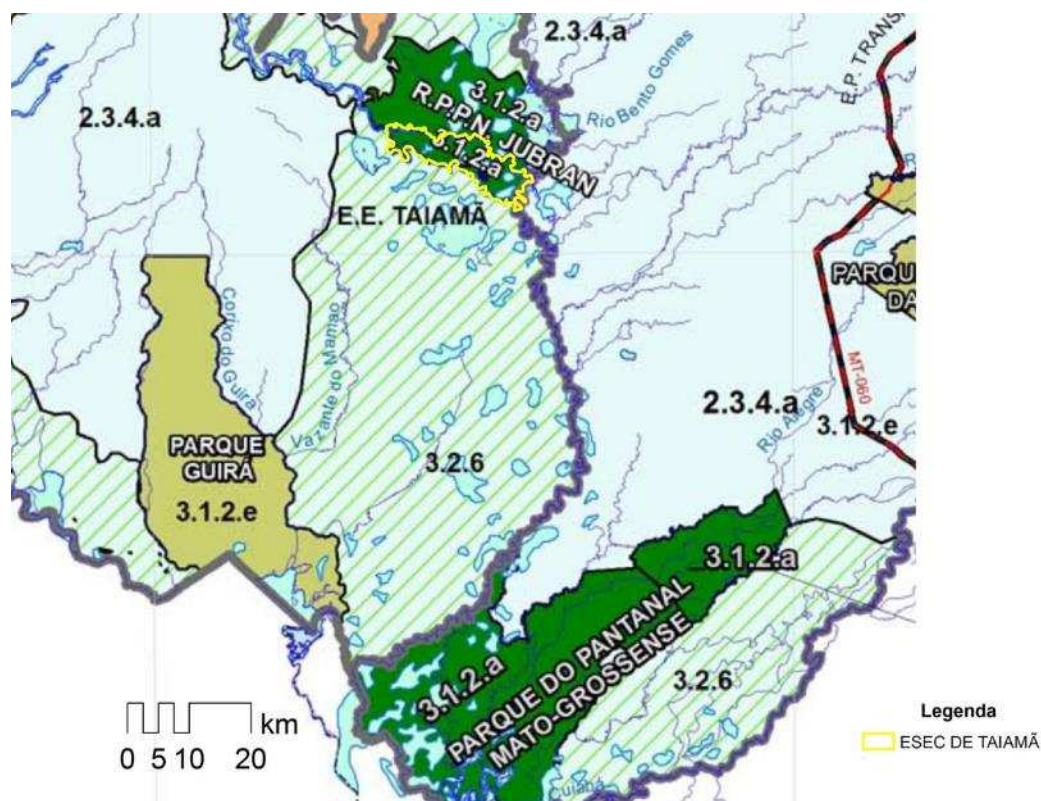 2.3.4.a
E.P. TRANSP
2.3.4.a
3.1.2.a
R.P.P.N. JUBRAN
Rio Bento Gomes
3.1.2.a
E.E. TAIAMÃ
PARQU
DA
Corixo do Guira
Vazante do Mamao
MT-060
2.3.4.a
Rio Alegre
3.1.2.e
PARQUE
GUIRÁ
3.2.6
3.1.2.e
3.1.2.a
3.1.2.a
PARQUE DO PANTANAL
MATO-GROSSENSE
3.2.6
km
0 5 10 20
Cuiabá
Legenda
ESEC DE TAIAMÃ